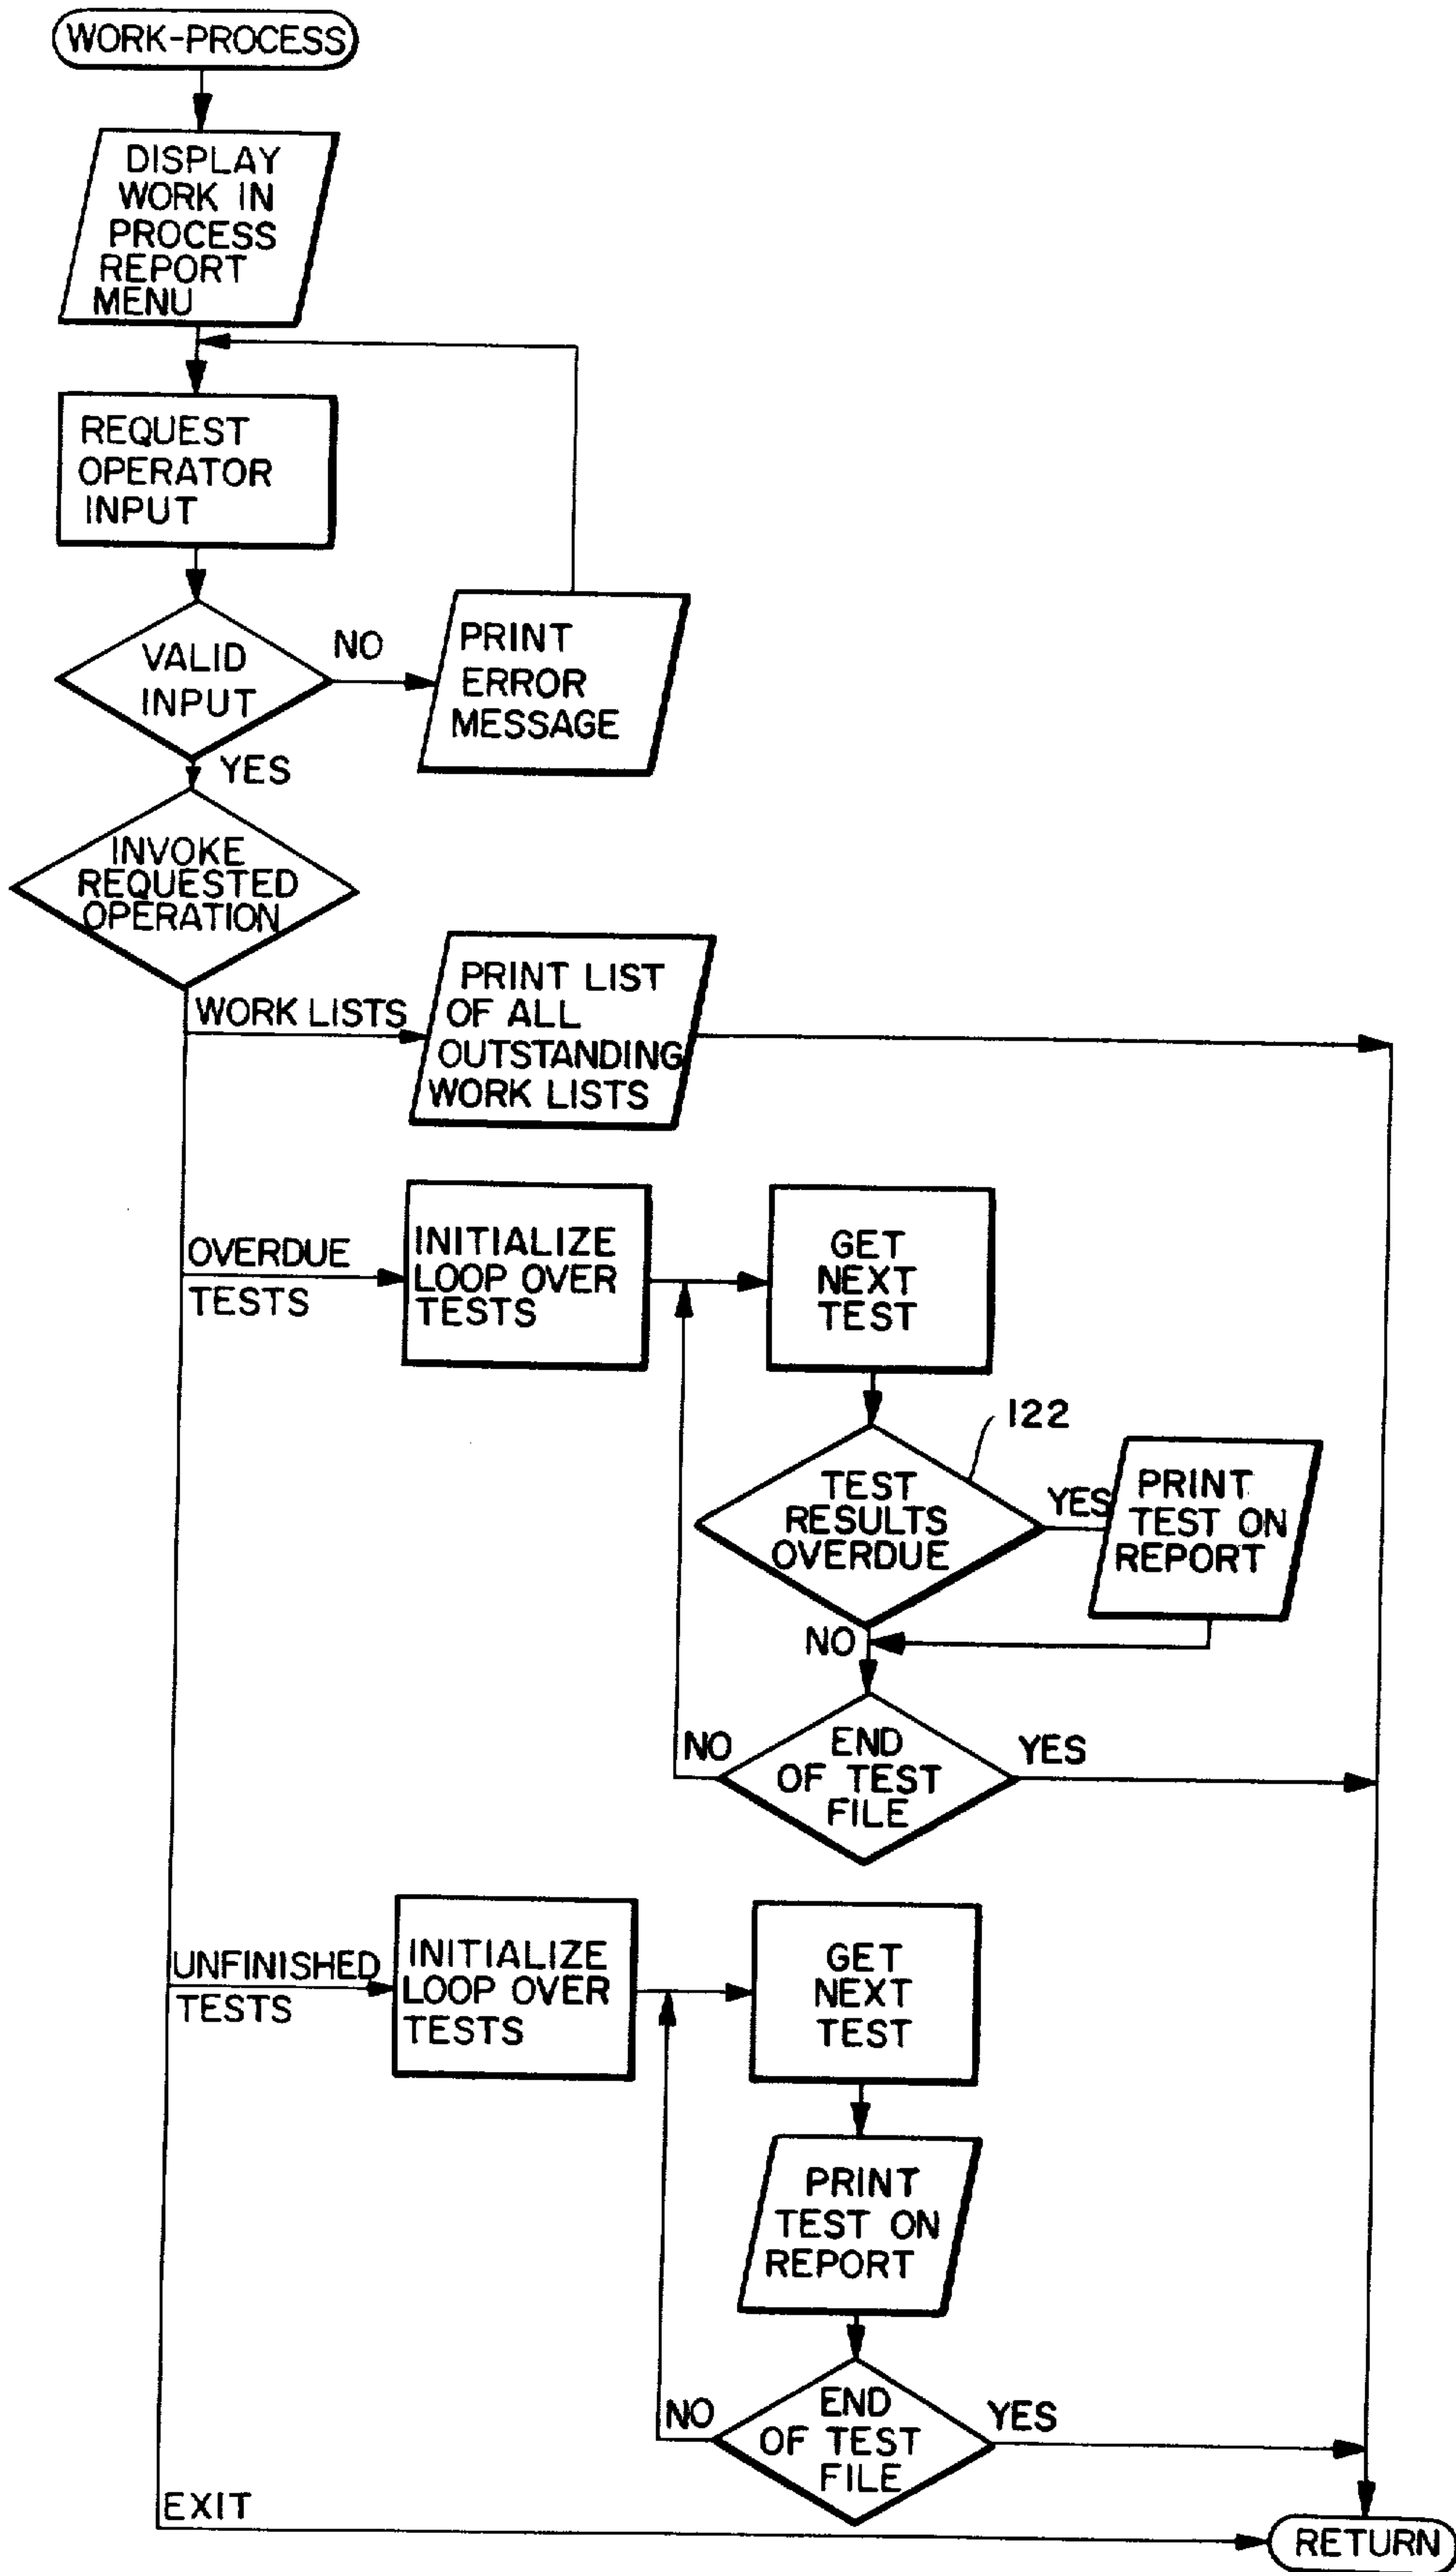 WORK-PROCESS
DISPLAY
WORK IN
PROCESS
REPORT
MENU
REQUEST
OPERATOR
INPUT
VALID
INPUT
NO
PRINT
ERROR
MESSAGE
YES
INVOKE
REQUESTED
OPERATION
WORK LISTS
PRINT LIST
OF ALL
OUTSTANDING
WORK LISTS
OVERDUE
TESTS
INITIALIZE
LOOP OVER
TESTS
GET
NEXT
TEST
122
TEST
RESULTS
OVERDUE
YES
PRINT
TEST ON
REPORT
NO
END
OF TEST
FILE
NO
YES
UNFINISHED
TESTS
INITIALIZE
LOOP OVER
TESTS
GET
NEXT
TEST
PRINT
TEST ON
REPORT
END
OF TEST
FILE
NO
YES
EXIT
RETURN